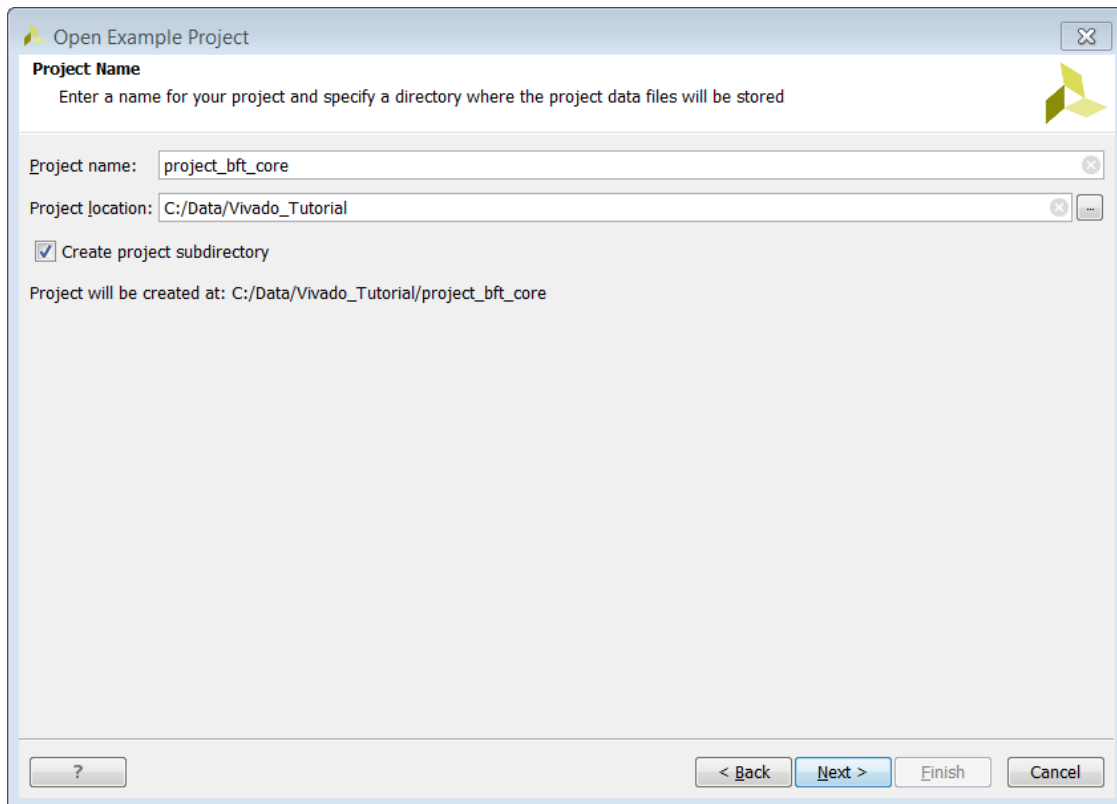 Open Example Project
Project Name
Enter a name for your project and specify a directory where the project data files will be stored
Project name: project_bft_core
Project location: C:/Data/Vivado_Tutorial ...
Create project subdirectory
Project will be created at: C:/Data/Vivado_Tutorial/project_bft_core
? < Back Next > Finish Cancel